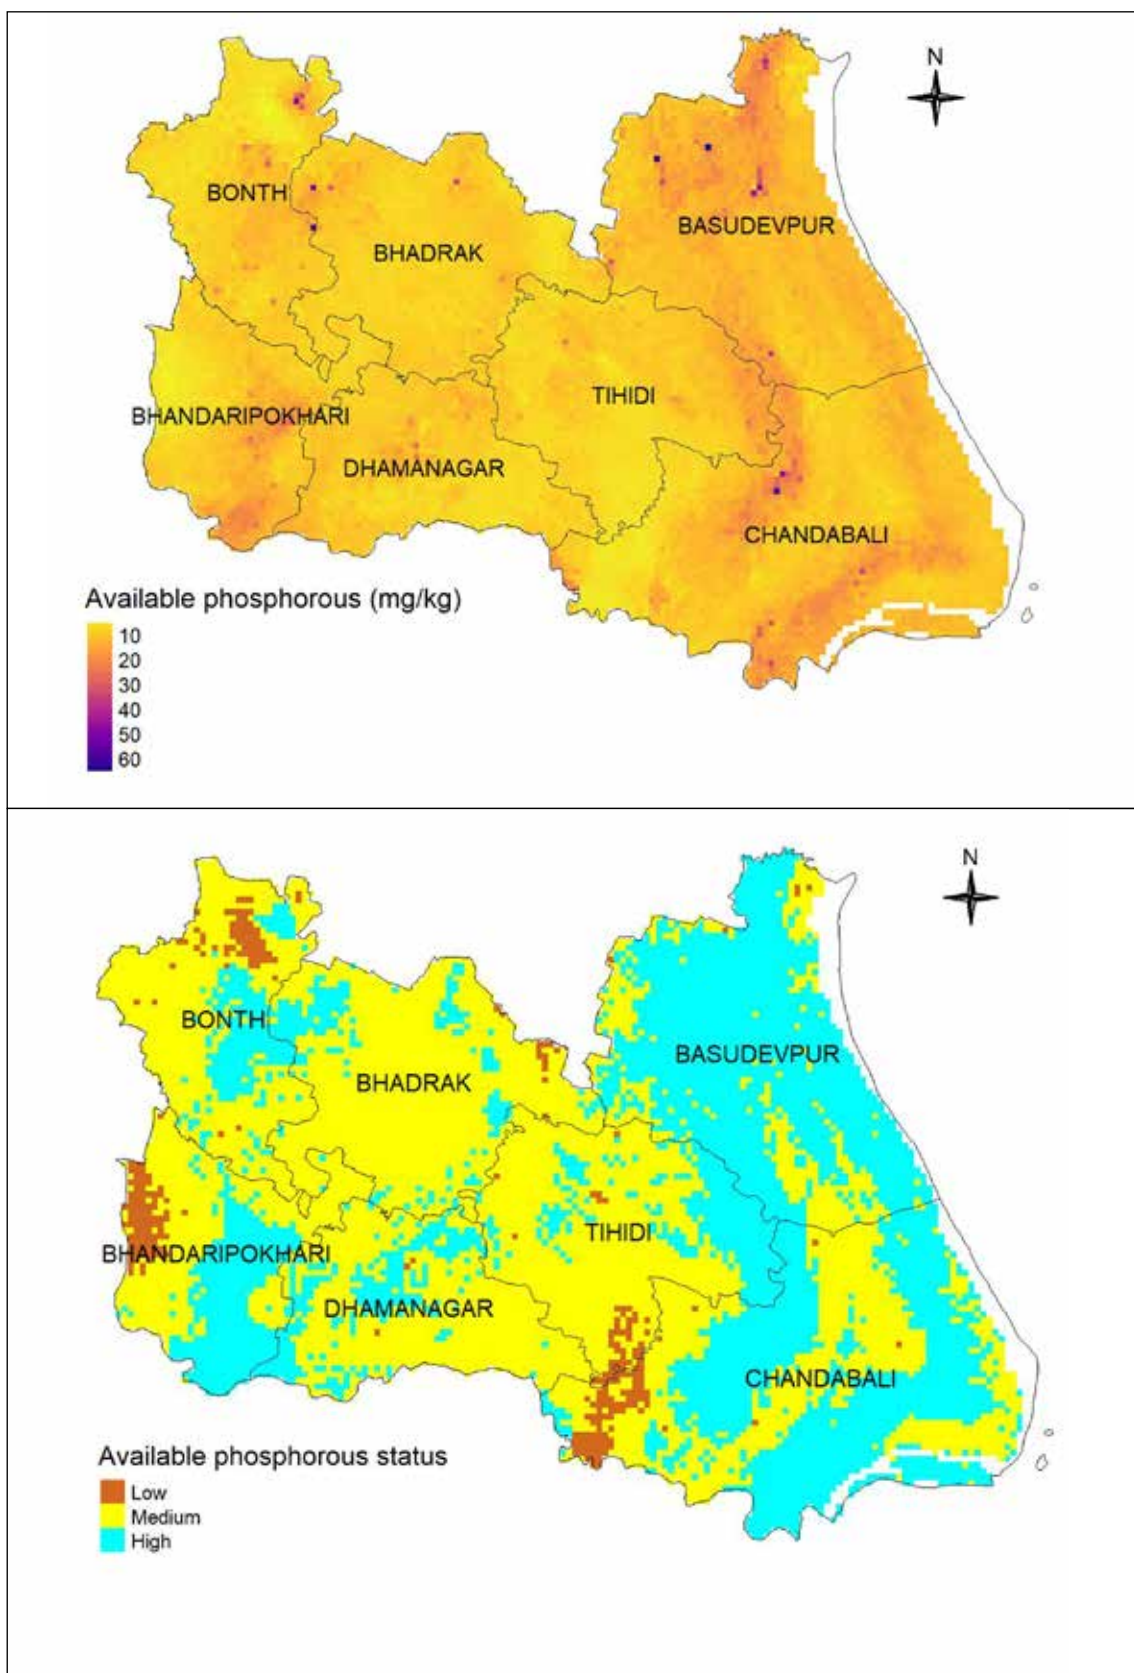 N
BONTH
BHADRAK
BASUDEVPUR
TIHIDI
BHANDARIPOKHARI
DHAMANAGAR
CHANDABALI
Available phosphorous (mg/kg)
10
20
30
40
50
60
N
BONTH
BASUDEVPUR
BHADRAK
TIHIDI
BHANDARIPOKHARI
DHAMANAGAR
CHANDABALI
Available phosphorous status
Low
Medium
High